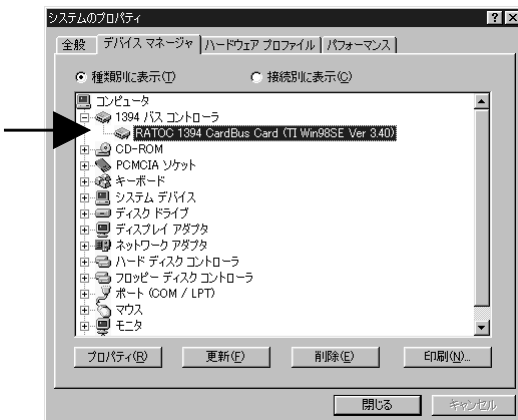 システムのプロパティ
全般 デバイス マネージャ ハードウェア プロファイル パフォーマンス
種類別に表示(T) 接続別に表示(C)
コンピュータ
1394 バス コントローラ
RATOC 1394 CardBus Card (TI Win98SE Ver 3.40)
CD-ROM
PCMCIA ソケット
キーボード
システム デバイス
ディスク ドライブ
ディスプレイ アダプタ
ネットワーク アダプタ
ハード ディスク コントローラ
フロッピー ディスク コントローラ
ポート (COM / LPT)
マウス
モニタ
プロパティ(R) 更新(F) 削除(E) 印刷(N)...
閉じる キャンセル